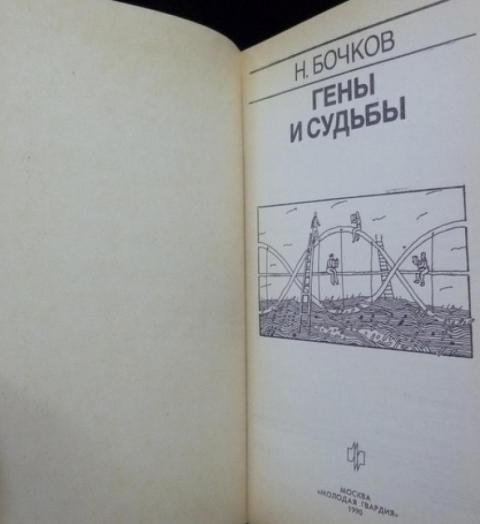 Н. БОЧКОВ
ГЕНЫ
И СУДЬБЫ
МОСКВА
«МОЛОДАЯ ГВАРДИЯ»
1990